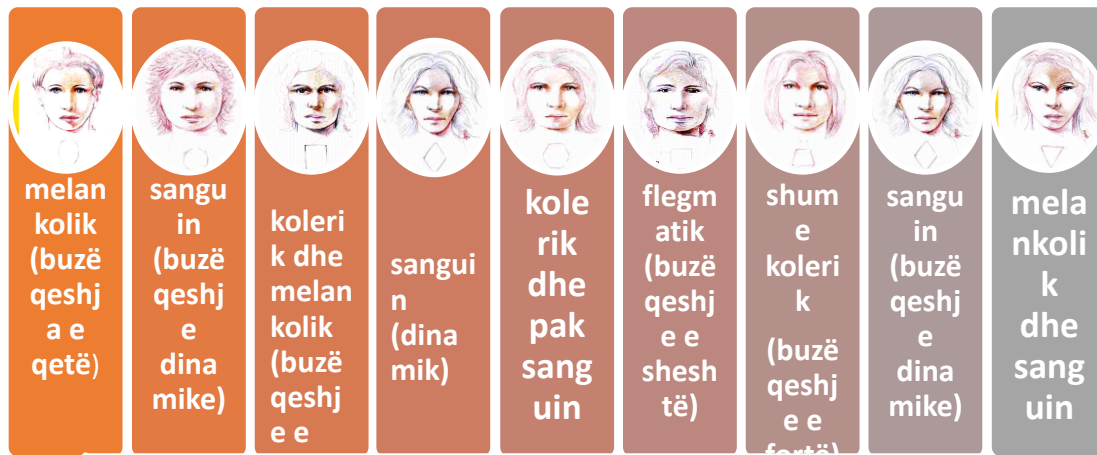 melan
kolik
(buzë
qeshj
a e
qetë)
sangu
in
(buzë
qeshj
e
dina
mike)
koleri
k dhe
melan
kolik
(buzë
qeshj
e e
sangui
n
(dina
mik)
kole
rik
dhe
pak
sang
uin
flegm
atik
(buzë
qeshj
e e
shesh
të)
shum
e
koleri
k
(buzë
qeshj
e e
fortë)
sangu
in
(buzë
qeshj
e
dina
mike)
mela
nkoli
k
dhe
sang
uin